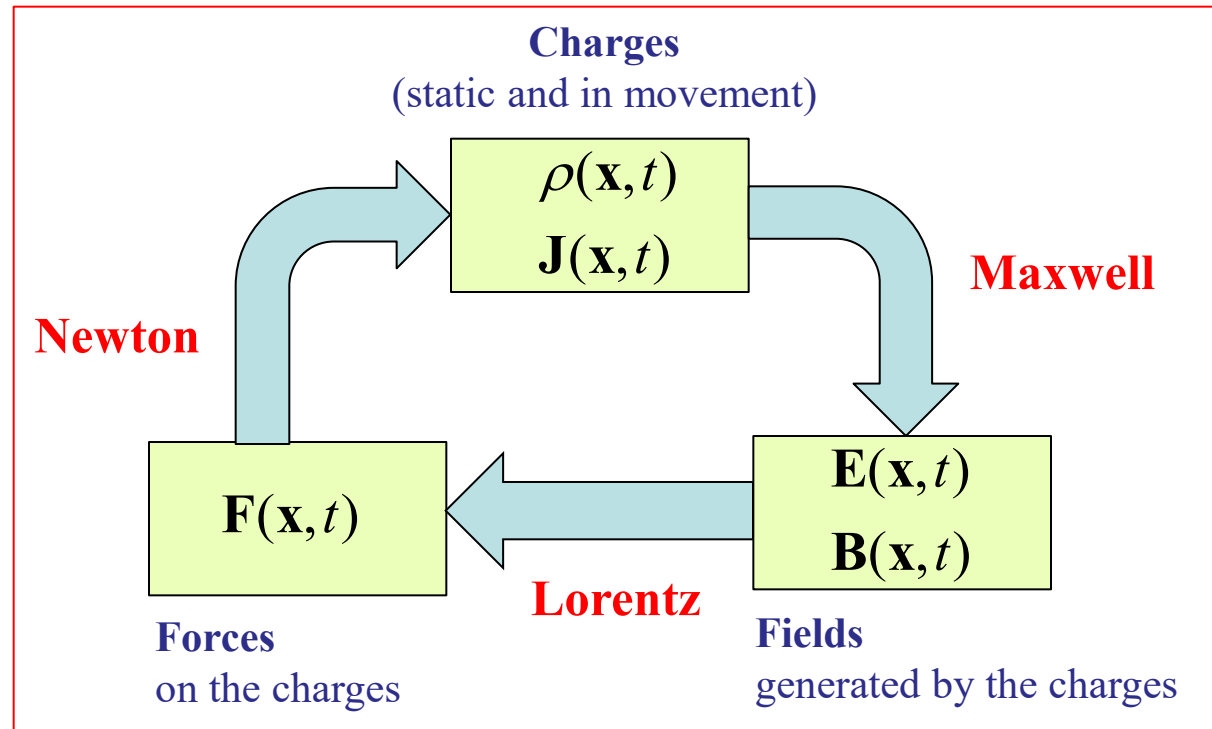 Charges
(static and in movement)
ρ(x,t)
J(x,t)
Maxwell
Newton
E(x,t)
B(x,t)
F(x,t)
Lorentz
Forces
on the charges
Fields
generated by the charges